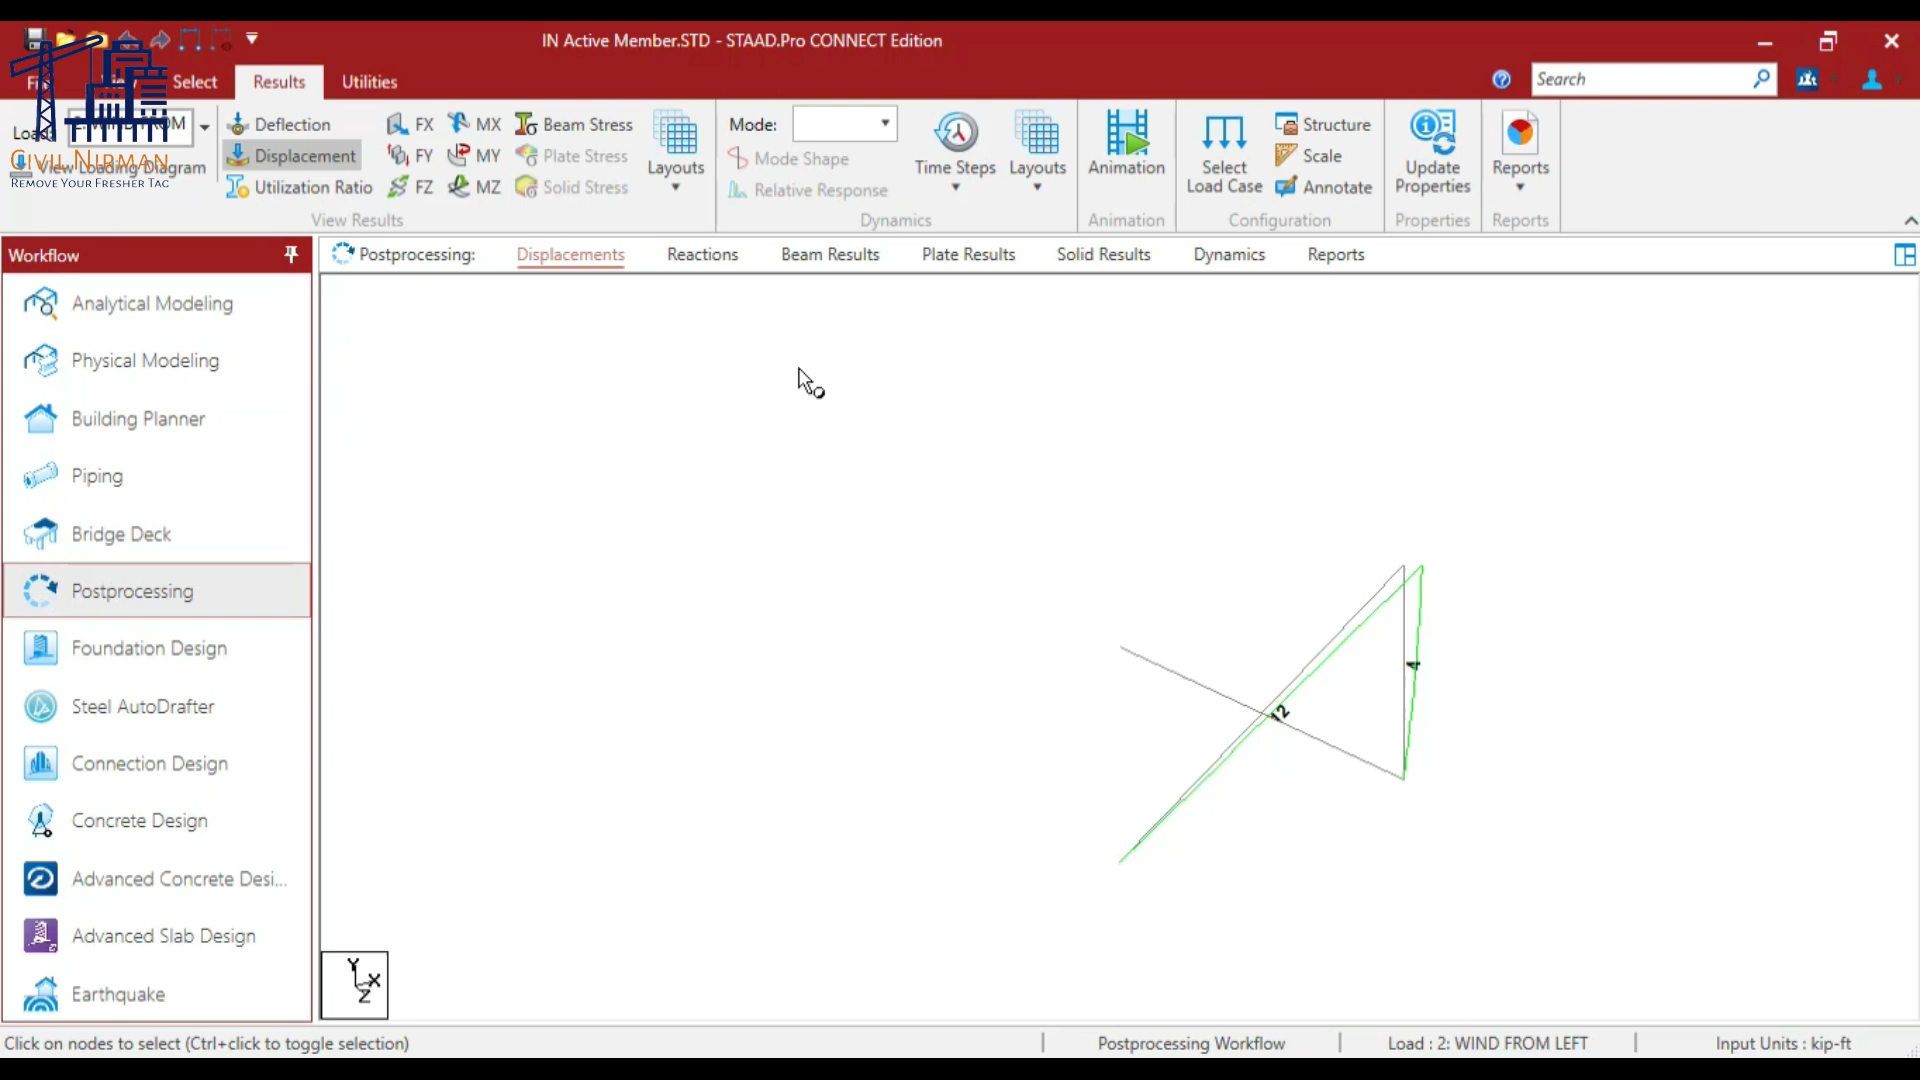 IN Active Member.STD - STAAD.Pro CONNECT Edition
Select
Results
Utilities
Search
Load:
View Loading Diagram
CIVIL NIRMAN
REMOVE YOUR FRESHER TAG
Deflection
Displacement
Utilization Ratio
FX
FY
FZ
MX
MY
MZ
Beam Stress
Plate Stress
Solid Stress
Layouts
View Results
Mode:
Mode Shape
Relative Response
Time Steps
Layouts
Dynamics
Animation
Animation
Select
Load Case
Structure
Scale
Annotate
Configuration
Update
Properties
Properties
Reports
Reports
Workflow
Postprocessing:
Displacements
Reactions
Beam Results
Plate Results
Solid Results
Dynamics
Reports
Analytical Modeling
Physical Modeling
Building Planner
Piping
Bridge Deck
Postprocessing
Foundation Design
Steel AutoDrafter
Connection Design
Concrete Design
Advanced Concrete Desi...
Advanced Slab Design
Earthquake
4
12
Y
X
Z
Click on nodes to select (Ctrl+click to toggle selection)
Postprocessing Workflow
Load : 2: WIND FROM LEFT
Input Units : kip-ft